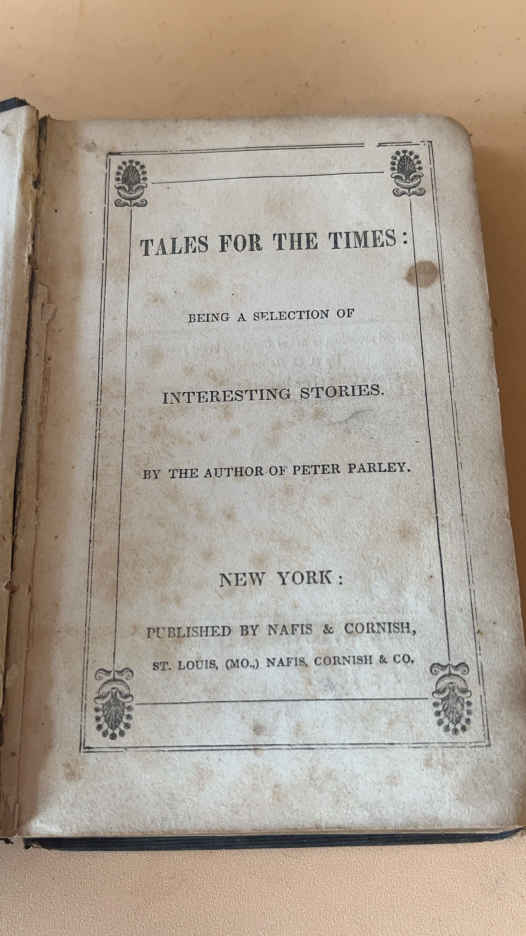 TALES FOR THE TIMES:
BEING A SELECTION OF
INTERESTING STORIES.
BY THE AUTHOR OF PETER PARLEY.
NEW YORK:
PUBLISHED BY NAFIS & CORNISH,
ST. LOUIS, (MO.,) NAFIS, CORNISH & CO.